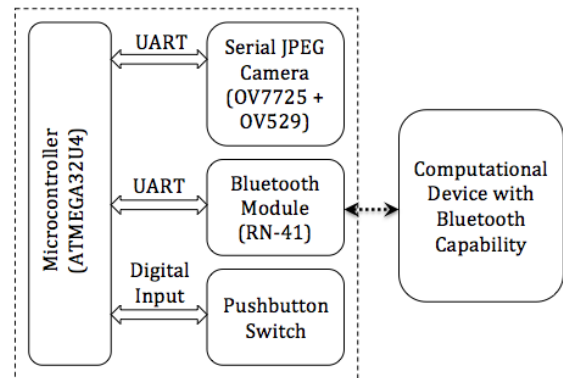 Microcontroller
(ATMEGA32U4)
UART
Serial JPEG
Camera
(OV7725 +
OV529)
UART
Bluetooth
Module
(RN-41)
Digital
Input
Pushbutton
Switch
Computational
Device with
Bluetooth
Capability